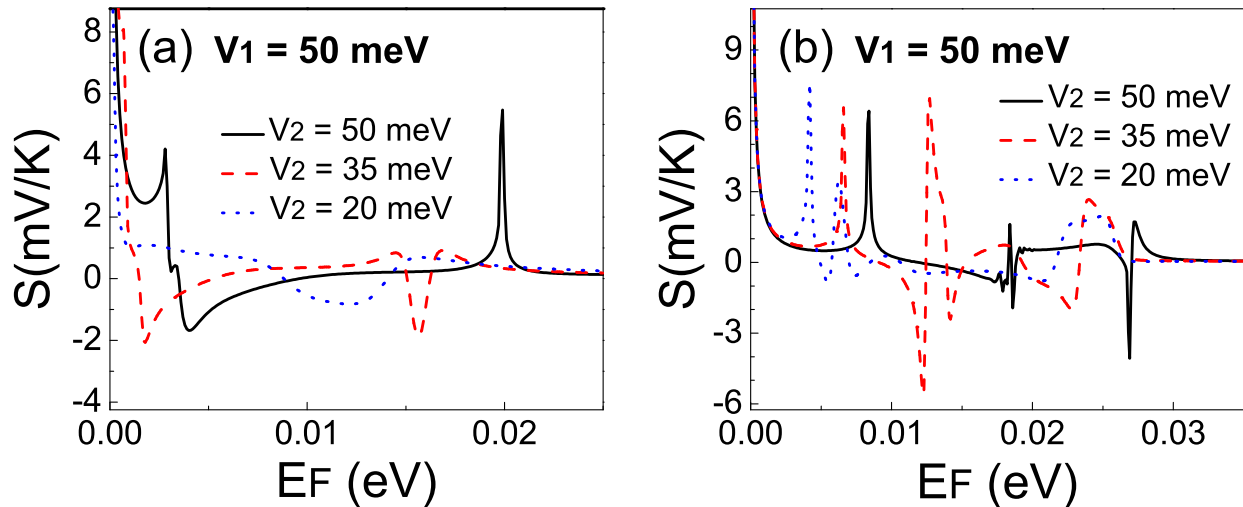 (a) V1 = 50 meV
V2 = 50 meV
V2 = 35 meV
V2 = 20 meV
S(mV/K)
8
6
4
2
0
-2
-4
0.00
0.01
0.02
EF (eV)
(b) V1 = 50 meV
V2 = 50 meV
V2 = 35 meV
V2 = 20 meV
S(mV/K)
9
6
3
0
-3
-6
0.00
0.01
0.02
0.03
EF (eV)